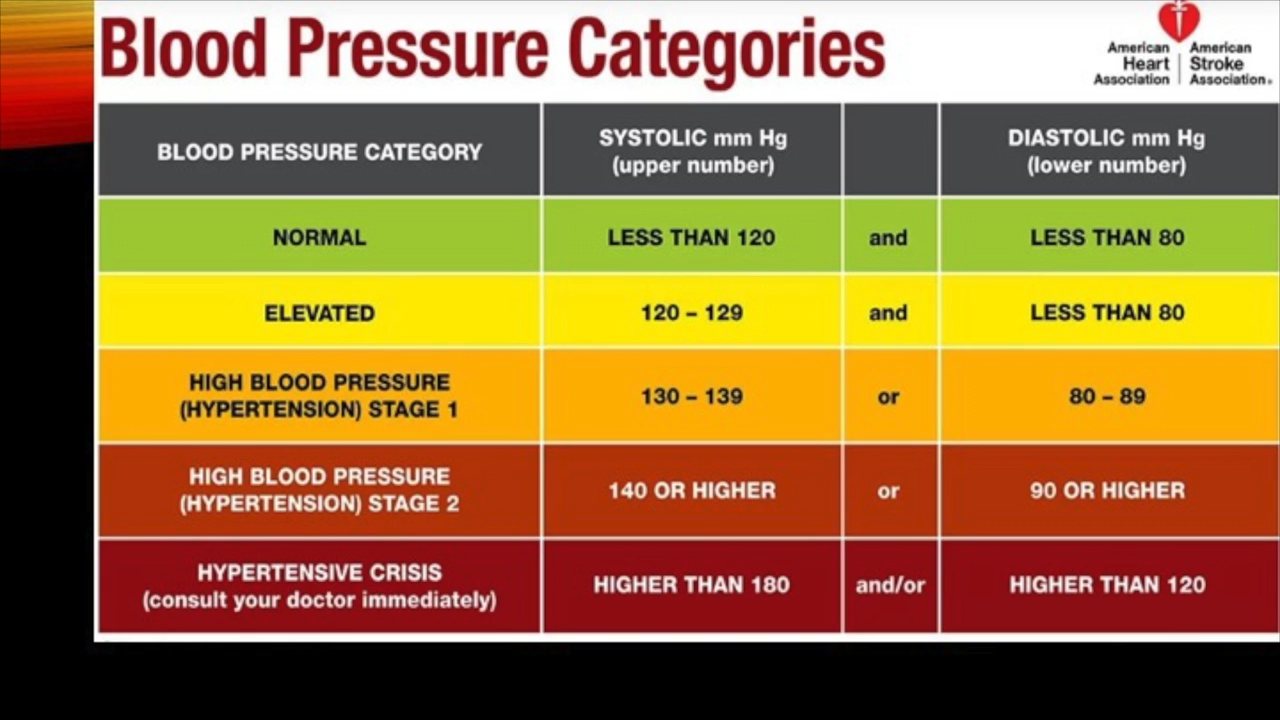 Blood Pressure Categories
American Heart Association
American Stroke Association®
BLOOD PRESSURE CATEGORY
SYSTOLIC mm Hg
(upper number)
DIASTOLIC mm Hg
(lower number)
NORMAL
LESS THAN 120
and
LESS THAN 80
ELEVATED
120 – 129
and
LESS THAN 80
HIGH BLOOD PRESSURE
(HYPERTENSION) STAGE 1
130 – 139
or
80 – 89
HIGH BLOOD PRESSURE
(HYPERTENSION) STAGE 2
140 OR HIGHER
or
90 OR HIGHER
HYPERTENSIVE CRISIS
(consult your doctor immediately)
HIGHER THAN 180
and/or
HIGHER THAN 120